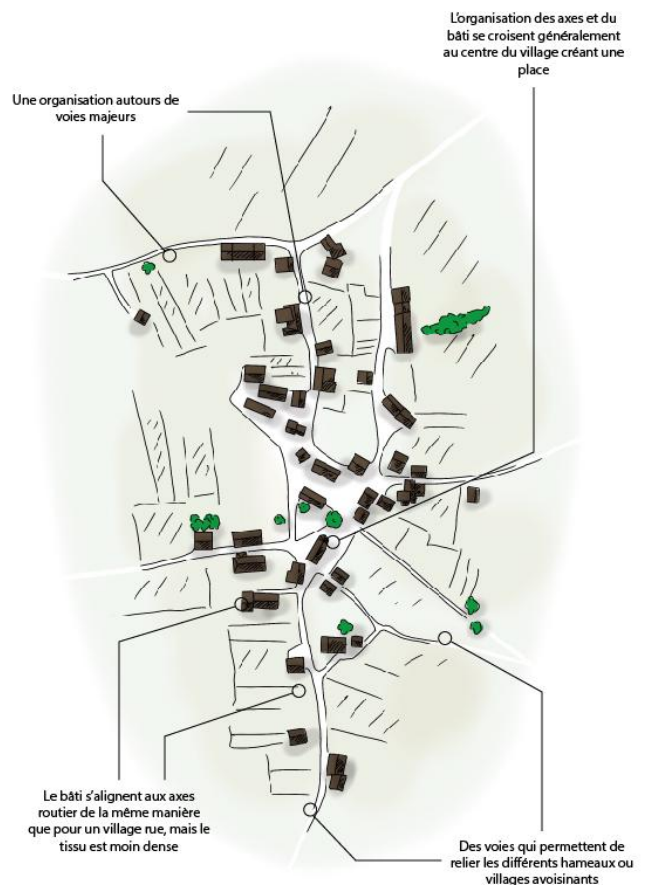 L'organisation des axes et du
bâti se croisent généralement
au centre du village créant une
place
Une organisation autours de
voies majeurs
Le bâti s'alignent aux axes
routier de la même manière
que pour un village rue, mais le
tissu est moin dense
Des voies qui permettent de
relier les différents hameaux ou
villages avoisinants